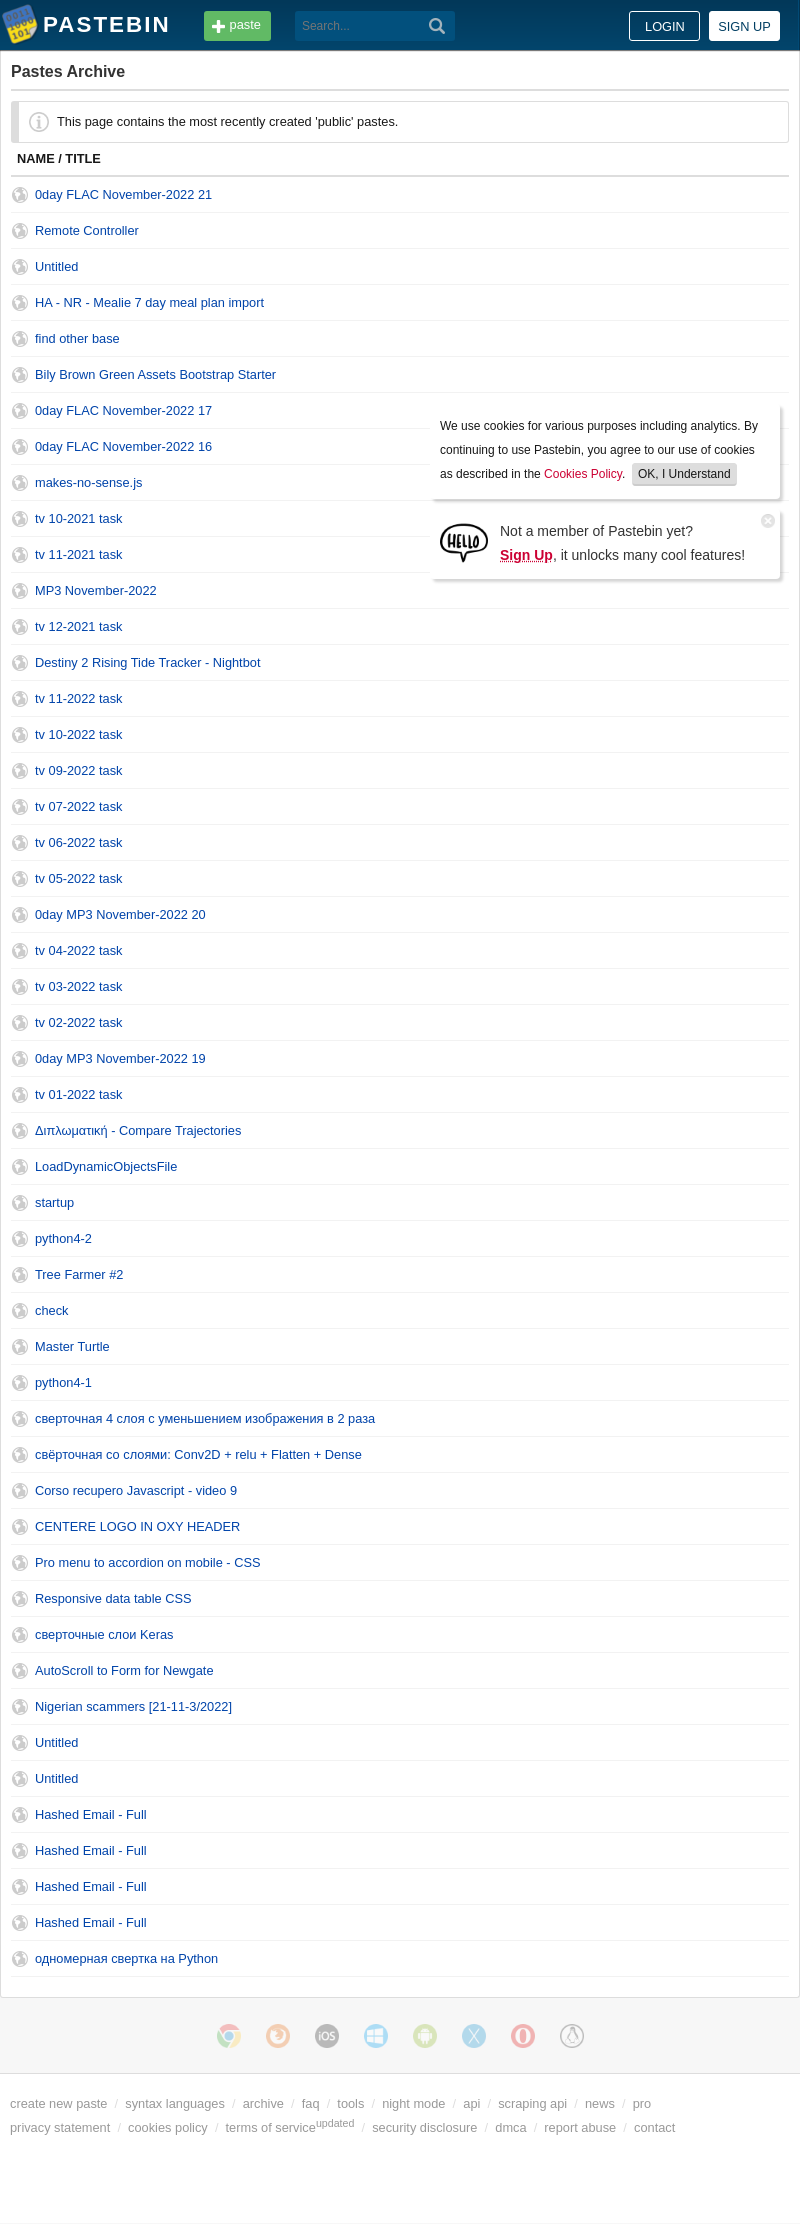 PASTEBIN
paste
Search...
LOGIN
SIGN UP
Pastes Archive
This page contains the most recently created 'public' pastes.
NAME / TITLE
0day FLAC November-2022 21
Remote Controller
Untitled
HA - NR - Mealie 7 day meal plan import
find other base
Bily Brown Green Assets Bootstrap Starter
0day FLAC November-2022 17
0day FLAC November-2022 16
makes-no-sense.js
tv 10-2021 task
tv 11-2021 task
MP3 November-2022
We use cookies for various purposes including analytics. By
continuing to use Pastebin, you agree to our use of cookies
as described in the Cookies Policy. OK, I Understand
HELLO
Not a member of Pastebin yet?
Sign Up, it unlocks many cool features!
tv 12-2021 task
Destiny 2 Rising Tide Tracker - Nightbot
tv 11-2022 task
tv 10-2022 task
tv 09-2022 task
tv 07-2022 task
tv 06-2022 task
tv 05-2022 task
0day MP3 November-2022 20
tv 04-2022 task
tv 03-2022 task
tv 02-2022 task
0day MP3 November-2022 19
tv 01-2022 task
Διπλωματική - Compare Trajectories
LoadDynamicObjectsFile
startup
python4-2
Tree Farmer #2
check
Master Turtle
python4-1
сверточная 4 слоя с уменьшением изображения в 2 раза
свёрточная со слоями: Conv2D + relu + Flatten + Dense
Corso recupero Javascript - video 9
CENTERE LOGO IN OXY HEADER
Pro menu to accordion on mobile - CSS
Responsive data table CSS
сверточные слои Keras
AutoScroll to Form for Newgate
Nigerian scammers [21-11-3/2022]
Untitled
Untitled
Hashed Email - Full
Hashed Email - Full
Hashed Email - Full
Hashed Email - Full
одномерная свертка на Python
iOS
create new paste / syntax languages / archive / faq / tools / night mode / api / scraping api / news / pro
privacy statement / cookies policy / terms of serviceupdated / security disclosure / dmca / report abuse / contact